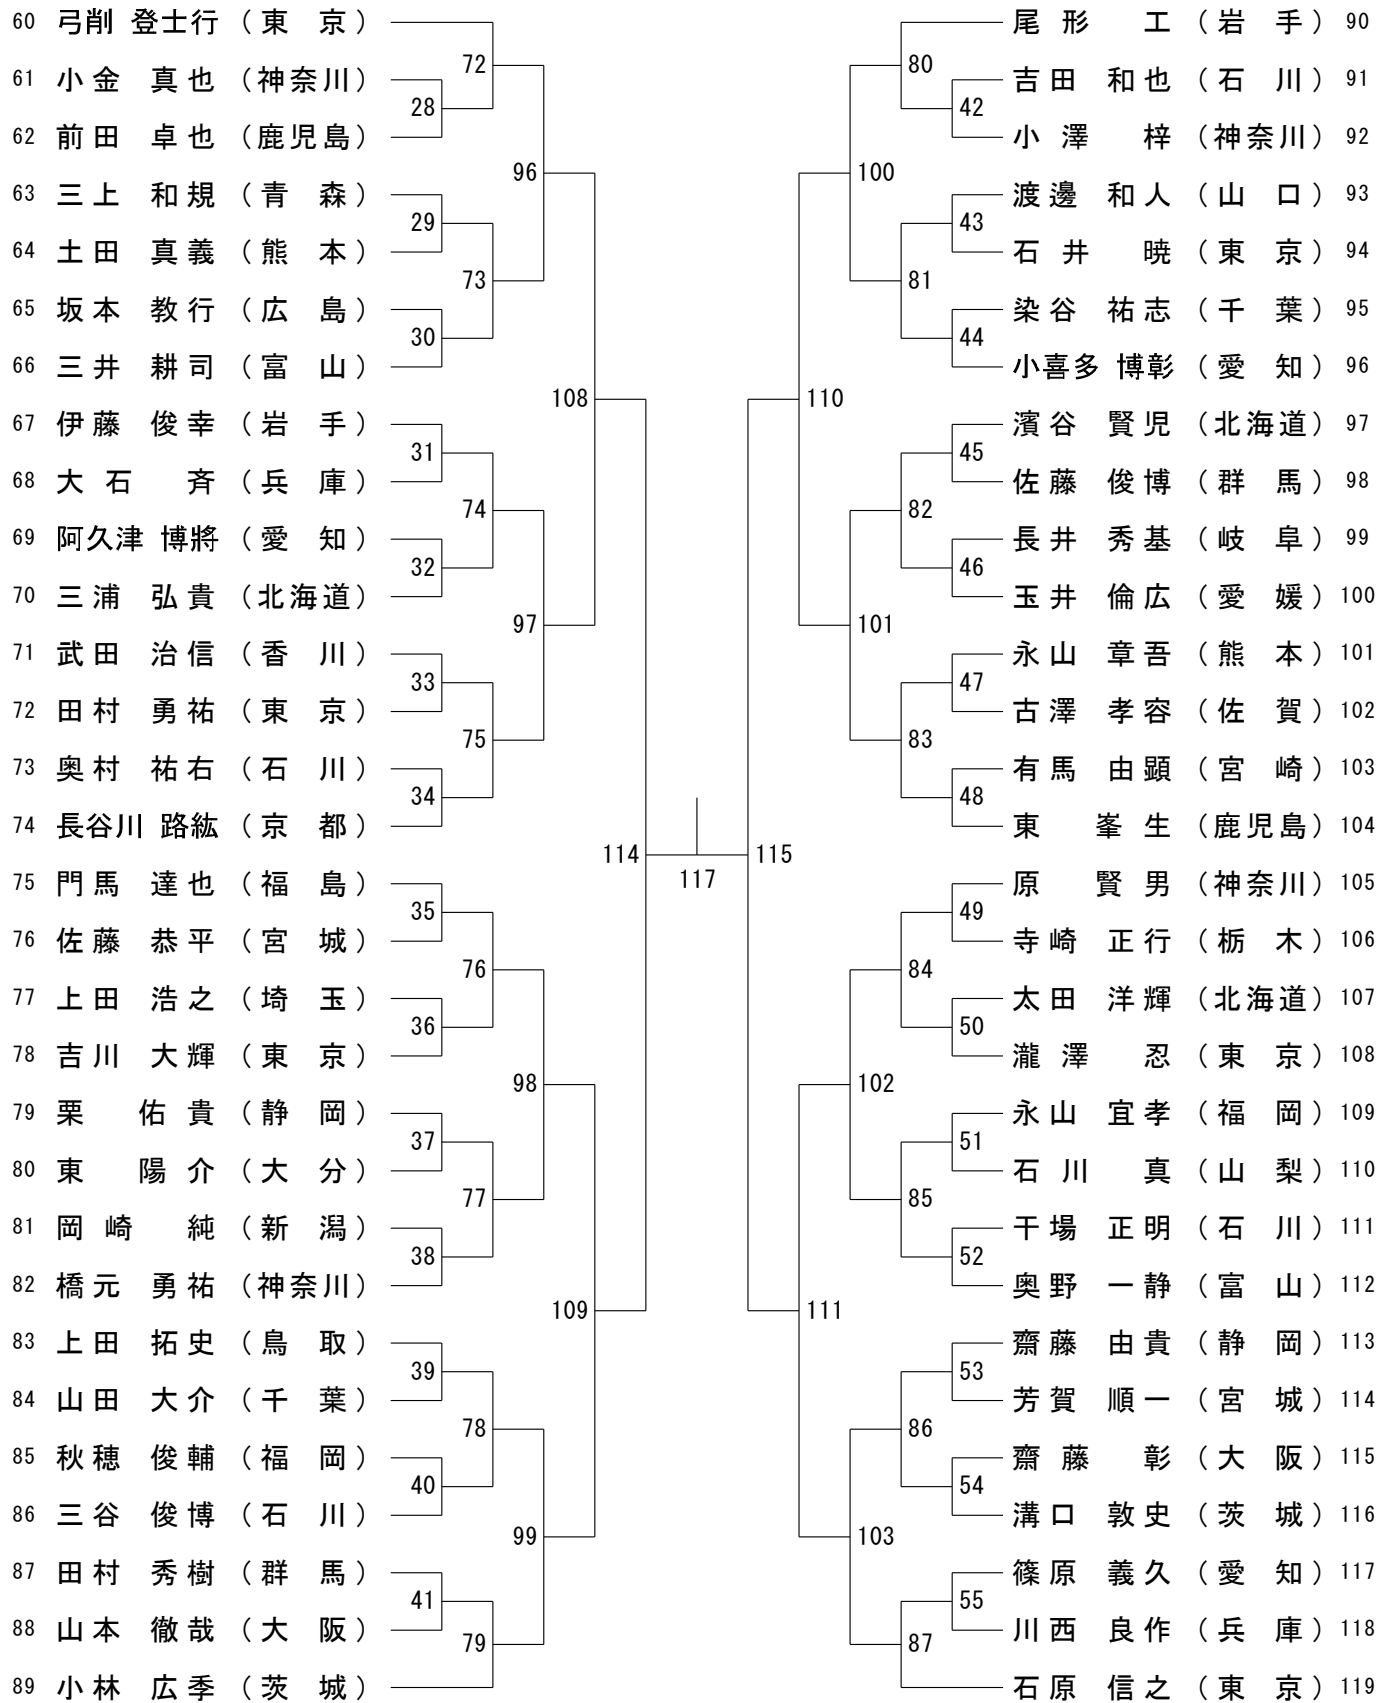 60 弓削 登士行 (東 京)
61 小金 真也 (神奈川)
62 前田 卓也 (鹿児島)
63 三上 和規 (青 森)
64 土田 真義 (熊 本)
65 坂本 教行 (広 島)
66 三井 耕司 (富 山)
67 伊藤 俊幸 (岩 手)
68 大石 斉 (兵 庫)
69 阿久津 博將 (愛 知)
70 三浦 弘貴 (北海道)
71 武田 治信 (香 川)
72 田村 勇祐 (東 京)
73 奥村 祐右 (石 川)
74 長谷川 路紘 (京 都)
75 門馬 達也 (福 島)
76 佐藤 恭平 (宮 城)
77 上田 浩之 (埼 玉)
78 吉川 大輝 (東 京)
79 栗 佑貴 (静 岡)
80 東 陽介 (大 分)
81 岡崎 純 (新 潟)
82 橋元 勇祐 (神奈川)
83 上田 拓史 (鳥 取)
84 山田 大介 (千 葉)
85 秋穂 俊輔 (福 岡)
86 三谷 俊博 (石 川)
87 田村 秀樹 (群 馬)
88 山本 徹哉 (大 阪)
89 小林 広季 (茨 城)
28
29
30
31
32
33
34
35
36
37
38
39
40
41
72
73
74
75
76
77
78
79
96
97
98
99
108
109
114
117
115
110
111
100
101
102
103
80
81
82
83
84
85
86
87
42
43
44
45
46
47
48
49
50
51
52
53
54
55
尾形 工 (岩 手) 90
吉田 和也 (石 川) 91
小澤 梓 (神奈川) 92
渡邊 和人 (山 口) 93
石井 暁 (東 京) 94
染谷 祐志 (千 葉) 95
小喜多 博彰 (愛 知) 96
濱谷 賢児 (北海道) 97
佐藤 俊博 (群 馬) 98
長井 秀基 (岐 阜) 99
玉井 倫広 (愛 媛) 100
永山 章吾 (熊 本) 101
古澤 孝容 (佐 賀) 102
有馬 由顕 (宮 崎) 103
東 峯生 (鹿児島) 104
原 賢男 (神奈川) 105
寺崎 正行 (栃 木) 106
太田 洋輝 (北海道) 107
瀧澤 忍 (東 京) 108
永山 宜孝 (福 岡) 109
石川 真 (山 梨) 110
干場 正明 (石 川) 111
奥野 一静 (富 山) 112
齋藤 由貴 (静 岡) 113
芳賀 順一 (宮 城) 114
齋藤 彰 (大 阪) 115
溝口 敦史 (茨 城) 116
篠原 義久 (愛 知) 117
川西 良作 (兵 庫) 118
石原 信之 (東 京) 119